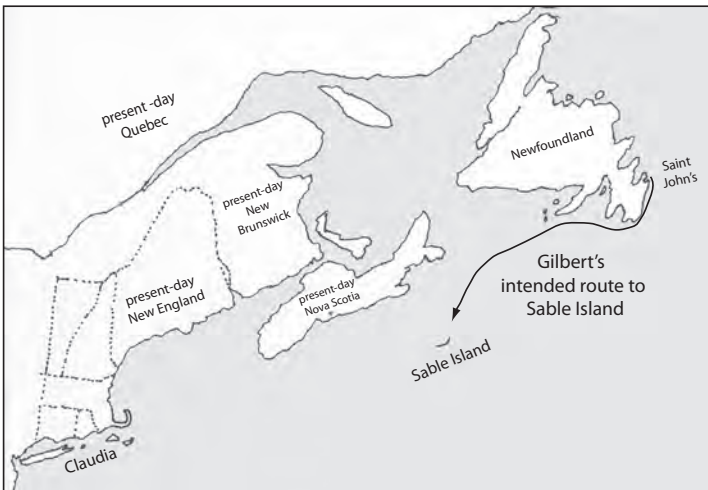 present -day
Quebec
Newfoundland
Saint
John's
present-day
New
Brunswick
Gilbert's
intended route to
Sable Island
present-day
New England
present-day
Nova Scotia
Sable Island
Claudia